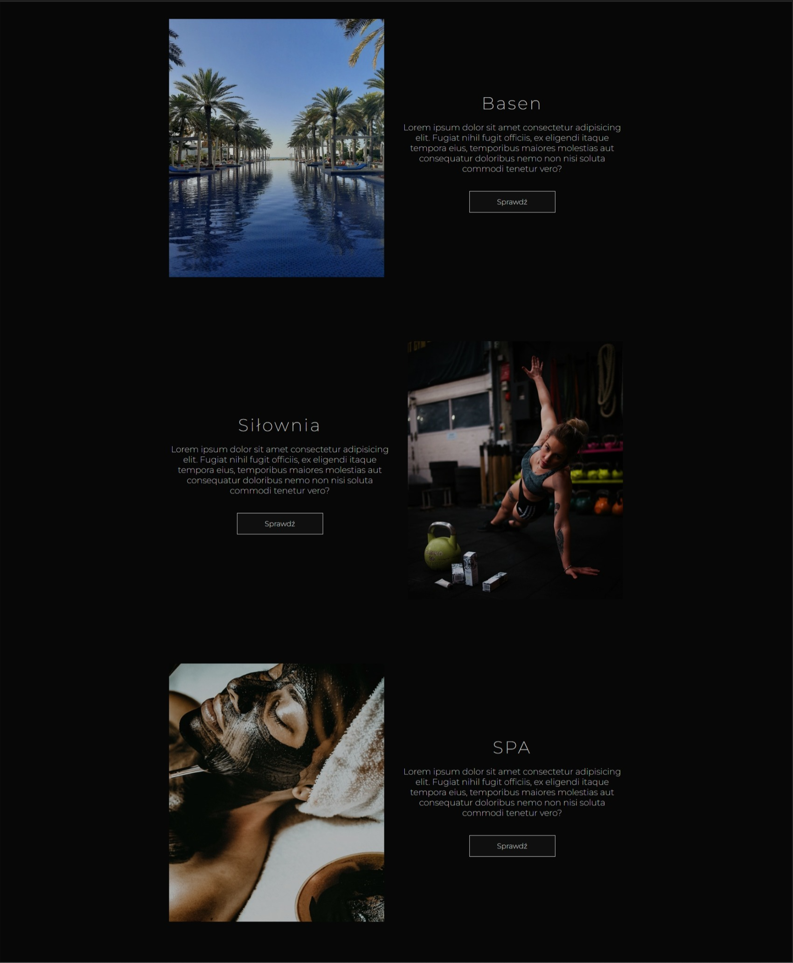 Basen
Lorem ipsum dolor sit amet consectetur adipisicing
elit. Fugiat nihil fugit officiis, ex eligendi itaque
tempora eius, temporibus maiores molestias aut
consequatur doloribus nemo non nisi soluta
commodi tenetur vero?
Sprawdź
Siłownia
Lorem ipsum dolor sit amet consectetur adipisicing
elit. Fugiat nihil fugit officiis, ex eligendi itaque
tempora eius, temporibus maiores molestias aut
consequatur doloribus nemo non nisi soluta
commodi tenetur vero?
Sprawdź
SPA
Lorem ipsum dolor sit amet consectetur adipisicing
elit. Fugiat nihil fugit officiis, ex eligendi itaque
tempora eius, temporibus maiores molestias aut
consequatur doloribus nemo non nisi soluta
commodi tenetur vero?
Sprawdź